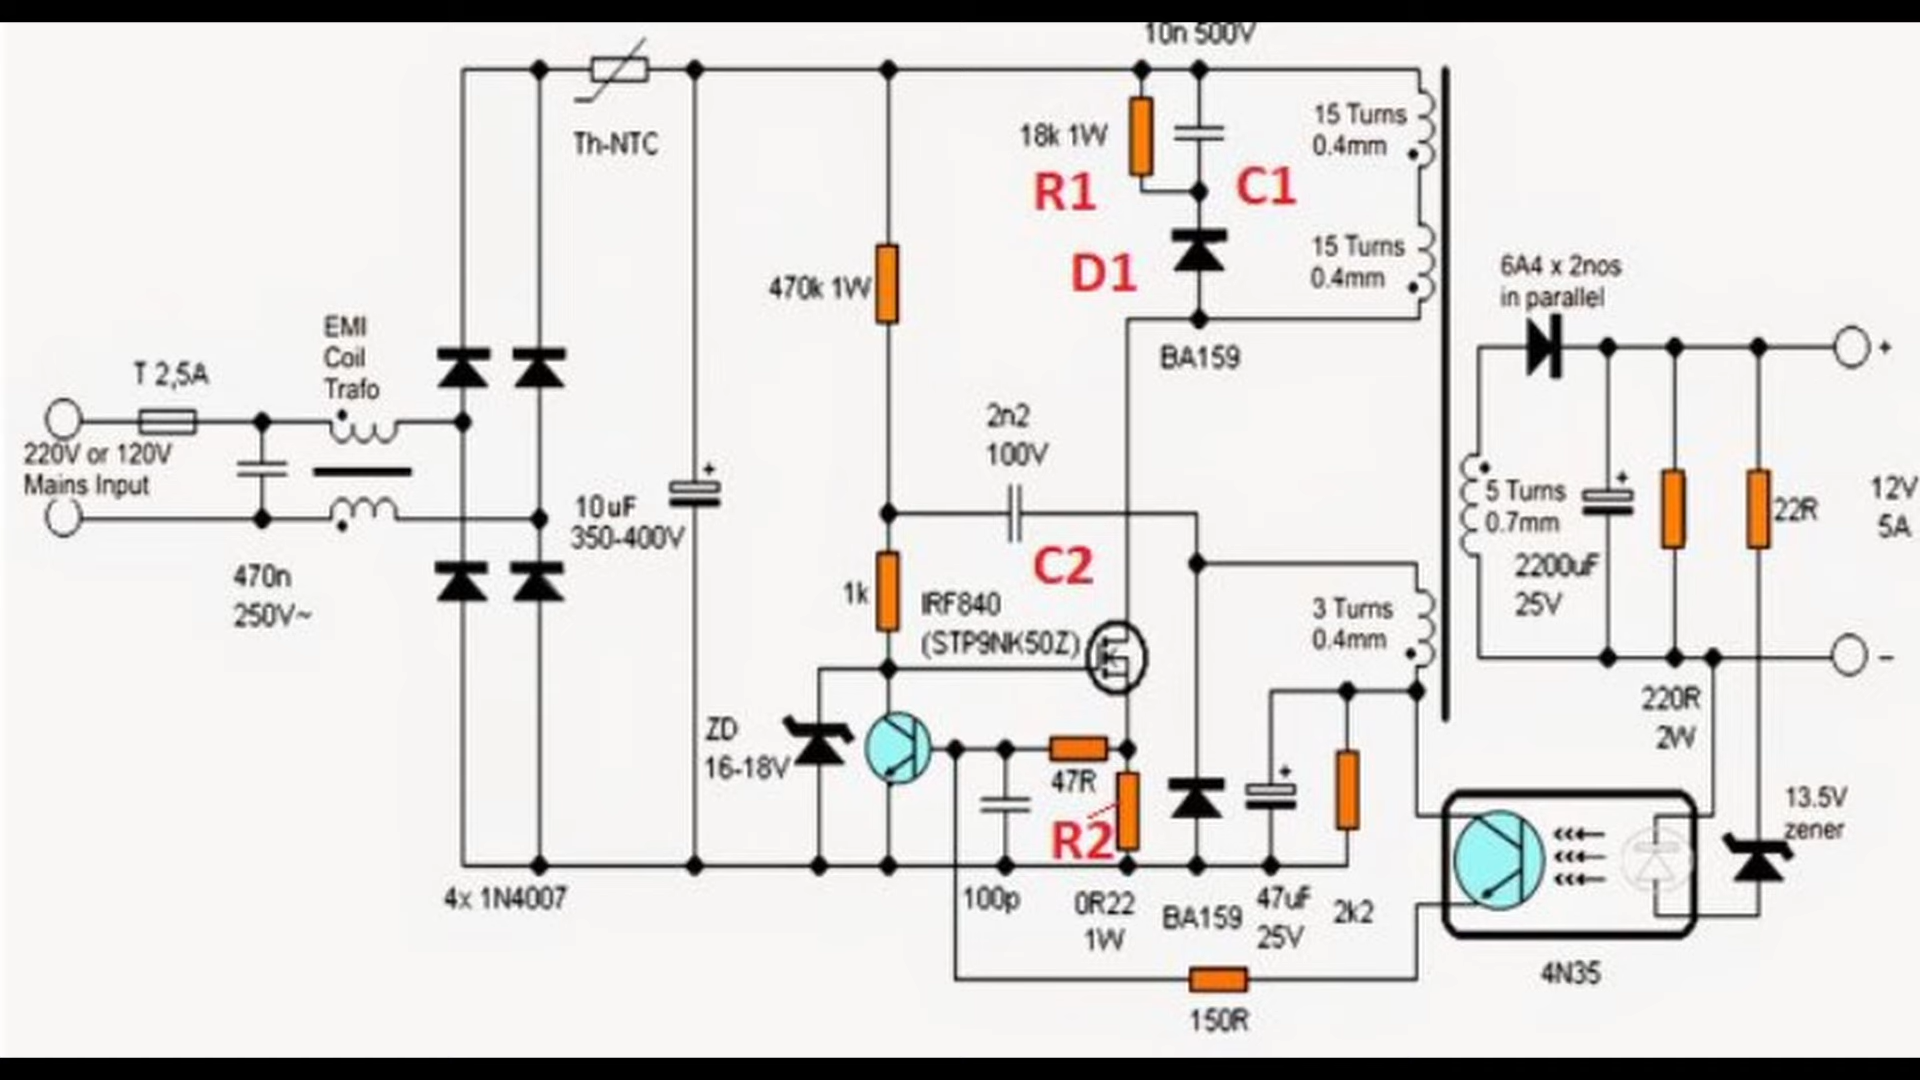 10n 500V
15 Turns
0.4mm
18k 1W
Th-NTC
R1
C1
15 Turns
0.4mm
D1
470k 1W
6A4 x 2nos
in parallel
EMI
Coil
Trafo
T 2,5A
BA159
+
220V or 120V
Mains Input
2n2
100V
+
+
10uF
350-400V
5 Turns
0.7mm
22R
12V
5A
C2
2200uF
25V
470n
250V~
1k
IRF840
(STP9NK50Z)
3 Turns
0.4mm
−
220R
2W
ZD
16-18V
47R
+
R2
13.5V
zener
4x 1N4007
100p
0R22
1W
BA159
47uF
25V
2k2
4N35
150R